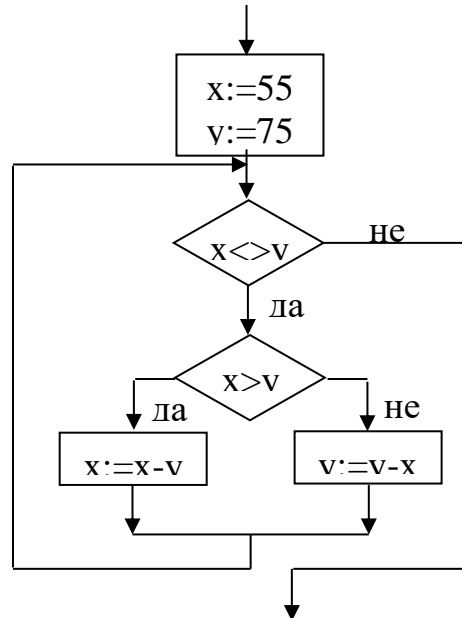 x:=55
y:=75
x<>y
не
да
x>y
да
не
x:=x-y
y:=y-x